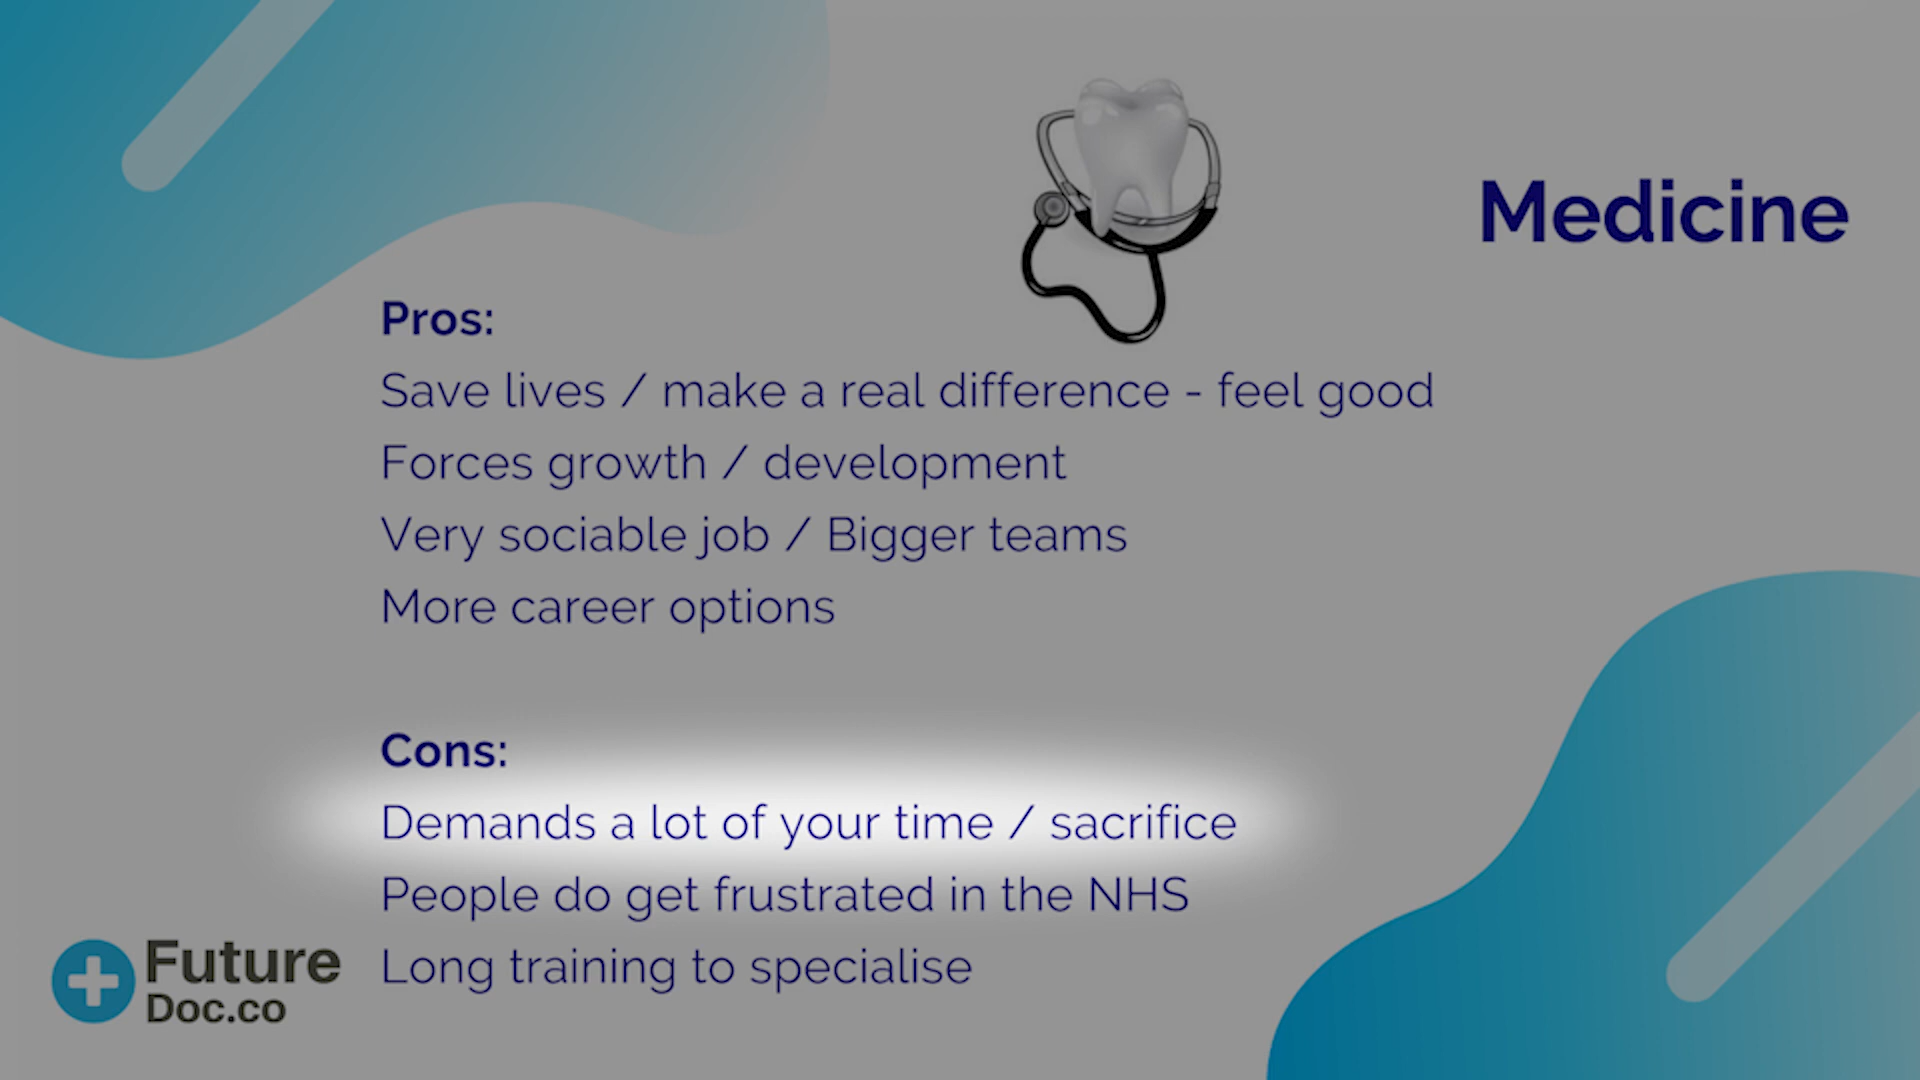 Medicine
Pros:
Save lives / make a real difference - feel good
Forces growth / development
Very sociable job / Bigger teams
More career options
Cons:
Demands a lot of your time / sacrifice
People do get frustrated in the NHS
Long training to specialise
Future
Doc.co